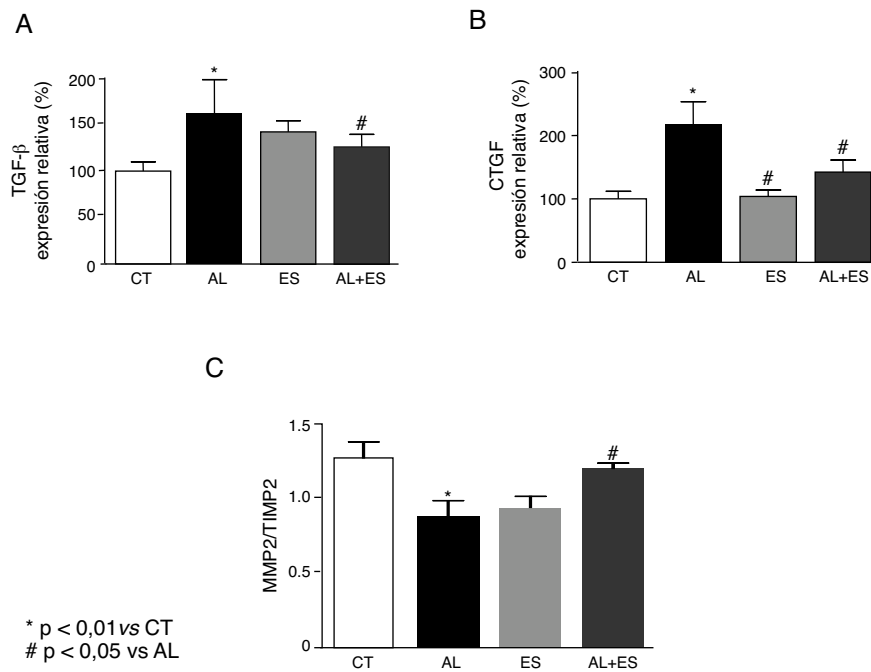 A
TGF-β
expresión relativa (%)
200
150
100
50
0
CT AL ES AL+ES
*
#
B
CTGF
expresión relativa (%)
300
200
100
0
CT AL ES AL+ES
*
#
#
C
MMP2/TIMP2
1.5
1.0
0.5
0
CT AL ES AL+ES
*
#
* p < 0,01vs CT
# p < 0,05 vs AL